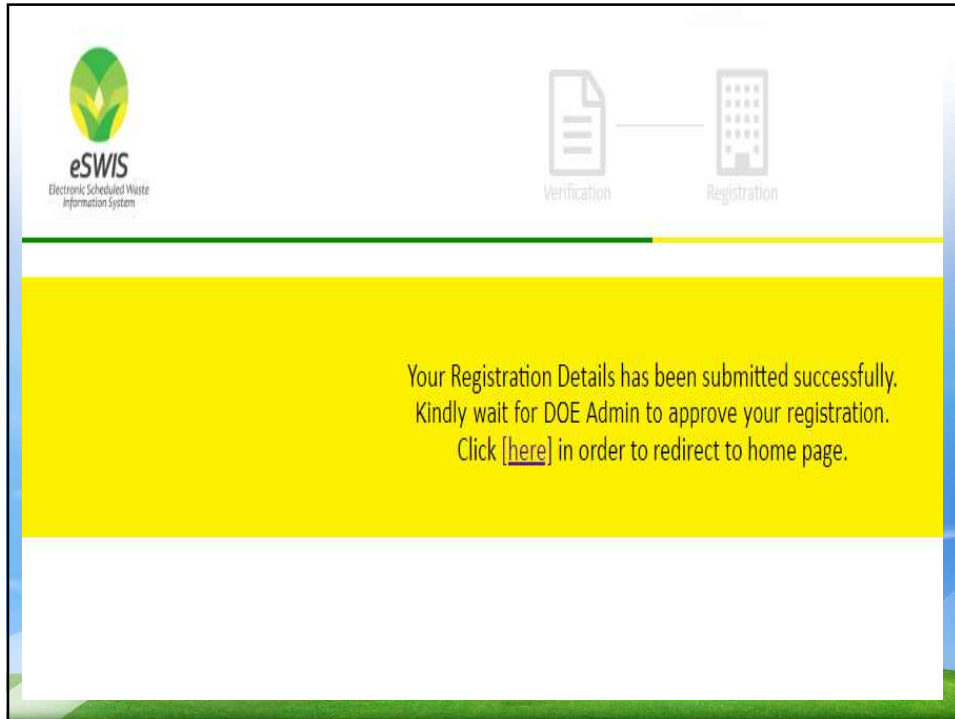 eSWIS
Electronic Scheduled Waste
Information System
Verification
Registration
Your Registration Details has been submitted successfully.
Kindly wait for DOE Admin to approve your registration.
Click [here] in order to redirect to home page.